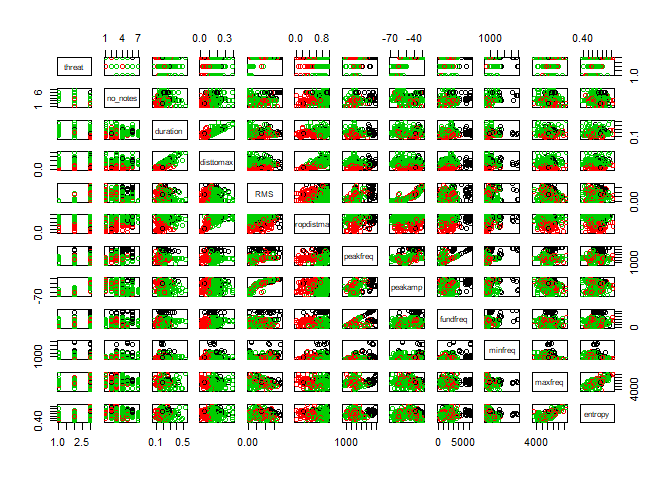 1 4 7 0.0 0.3 0.0 0.8 -70 -40 1000 0.40
threat 1.0
1 6 no_notes
duration 0.1
0.0 disttomax
RMS 0.00
0.0 ropdistma
peakfreq 1000
-70 peakamp
fundfreq 0
1000 minfreq
maxfreq 4000
0.40 entropy
1.0 2.5 0.1 0.5 0.00 1000 0 5000 4000